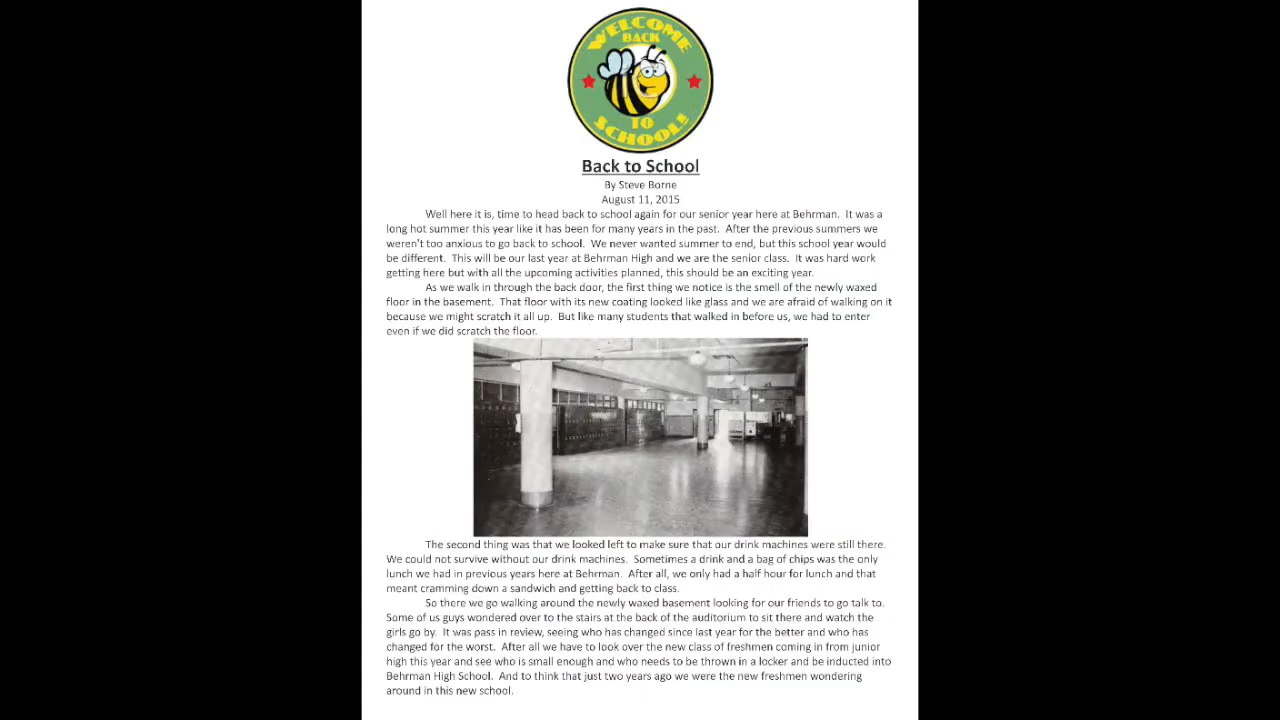 WELCOME
BACK
TO
SCHOOL!
Back to School
By Steve Borne
August 11, 2015
Well here it is, time to head back to school again for our senior year here at Behrman. It was a
long hot summer this year like it has been for many years in the past. After the previous summers we
weren't too anxious to go back to school. We never wanted summer to end, but this school year would
be different. This will be our last year at Behrman High and we are the senior class. It was hard work
getting here but with all the upcoming activities planned, this should be an exciting year.
As we walk in through the back door, the first thing we notice is the smell of the newly waxed
floor in the basement. That floor with its new coating looked like glass and we are afraid of walking on it
because we might scratch it all up. But like many students that walked in before us, we had to enter
even if we did scratch the floor.
The second thing was that we looked left to make sure that our drink machines were still there.
We could not survive without our drink machines. Sometimes a drink and a bag of chips was the only
lunch we had in previous years here at Behrman. After all, we only had a half hour for lunch and that
meant cramming down a sandwich and getting back to class.
So there we go walking around the newly waxed basement looking for our friends to go talk to.
Some of us guys wondered over to the stairs at the back of the auditorium to sit there and watch the
girls go by. It was pass in review, seeing who has changed since last year for the better and who has
changed for the worst. After all we have to look over the new class of freshmen coming in from junior
high this year and see who is small enough and who needs to be thrown in a locker and be inducted into
Behrman High School. And to think that just two years ago we were the new freshmen wondering
around in this new school.